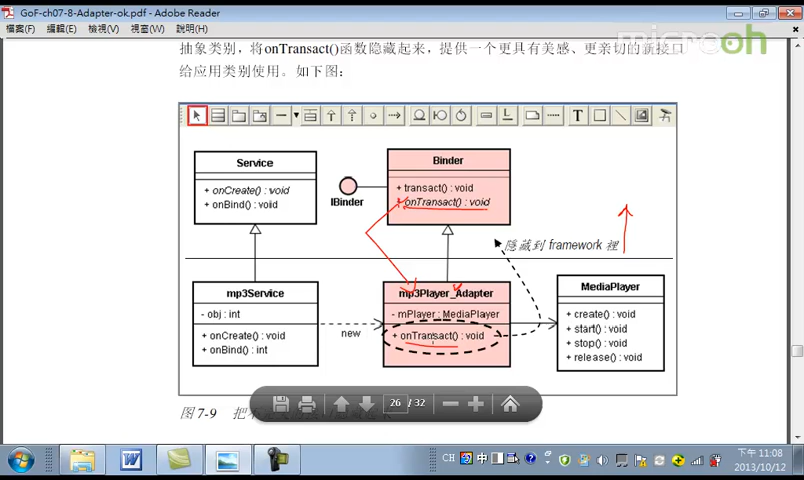 GoF-ch07-8-Adapter-ok.pdf - Adobe Reader
檔案(F) 編輯(E) 檢視(V) 視窗(W) 說明(H)
microoh
抽象类别，将onTransact()函数隐藏起来，提供一个更具有美感、更亲切的新接口
给应用类别使用。如下图：
T
Service
+ onCreate() : void
+ onBind() : void
IBinder
Binder
+ transact() : void
+ onTransact() : void
隐藏到 framework 裡
mp3Service
- obj : int
+ onCreate() : void
+ onBind() : int
new
mp3Player_Adapter
- mPlayer : MediaPlayer
+ onTransact() : void
MediaPlayer
+ create() : void
+ start() : void
+ stop() : void
+ release() : void
26 / 32
图 7-9
W
CH 中
下午 11:08
2013/10/12